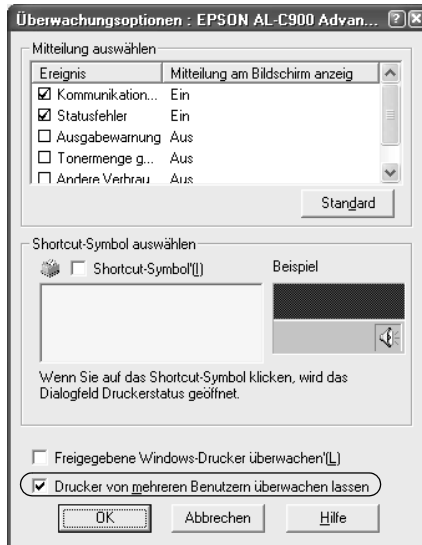 Überwachungsoptionen : EPSON AL-C900 Advan...
Mitteilung auswählen
Ereignis Mitteilung am Bildschirm anzeig
Kommunikation... Ein
Statusfehler Ein
Ausgabewarnung Aus
Tonermenge g... Aus
Andere Verbrau Aus
Standard
Shortcut-Symbol auswählen
Shortcut-Symbol'(I) Beispiel
Wenn Sie auf das Shortcut-Symbol klicken, wird das
Dialogfeld Druckerstatus geöffnet.
Freigegebene Windows-Drucker überwachen'(L)
Drucker von mehreren Benutzern überwachen lassen
OK Abbrechen Hilfe